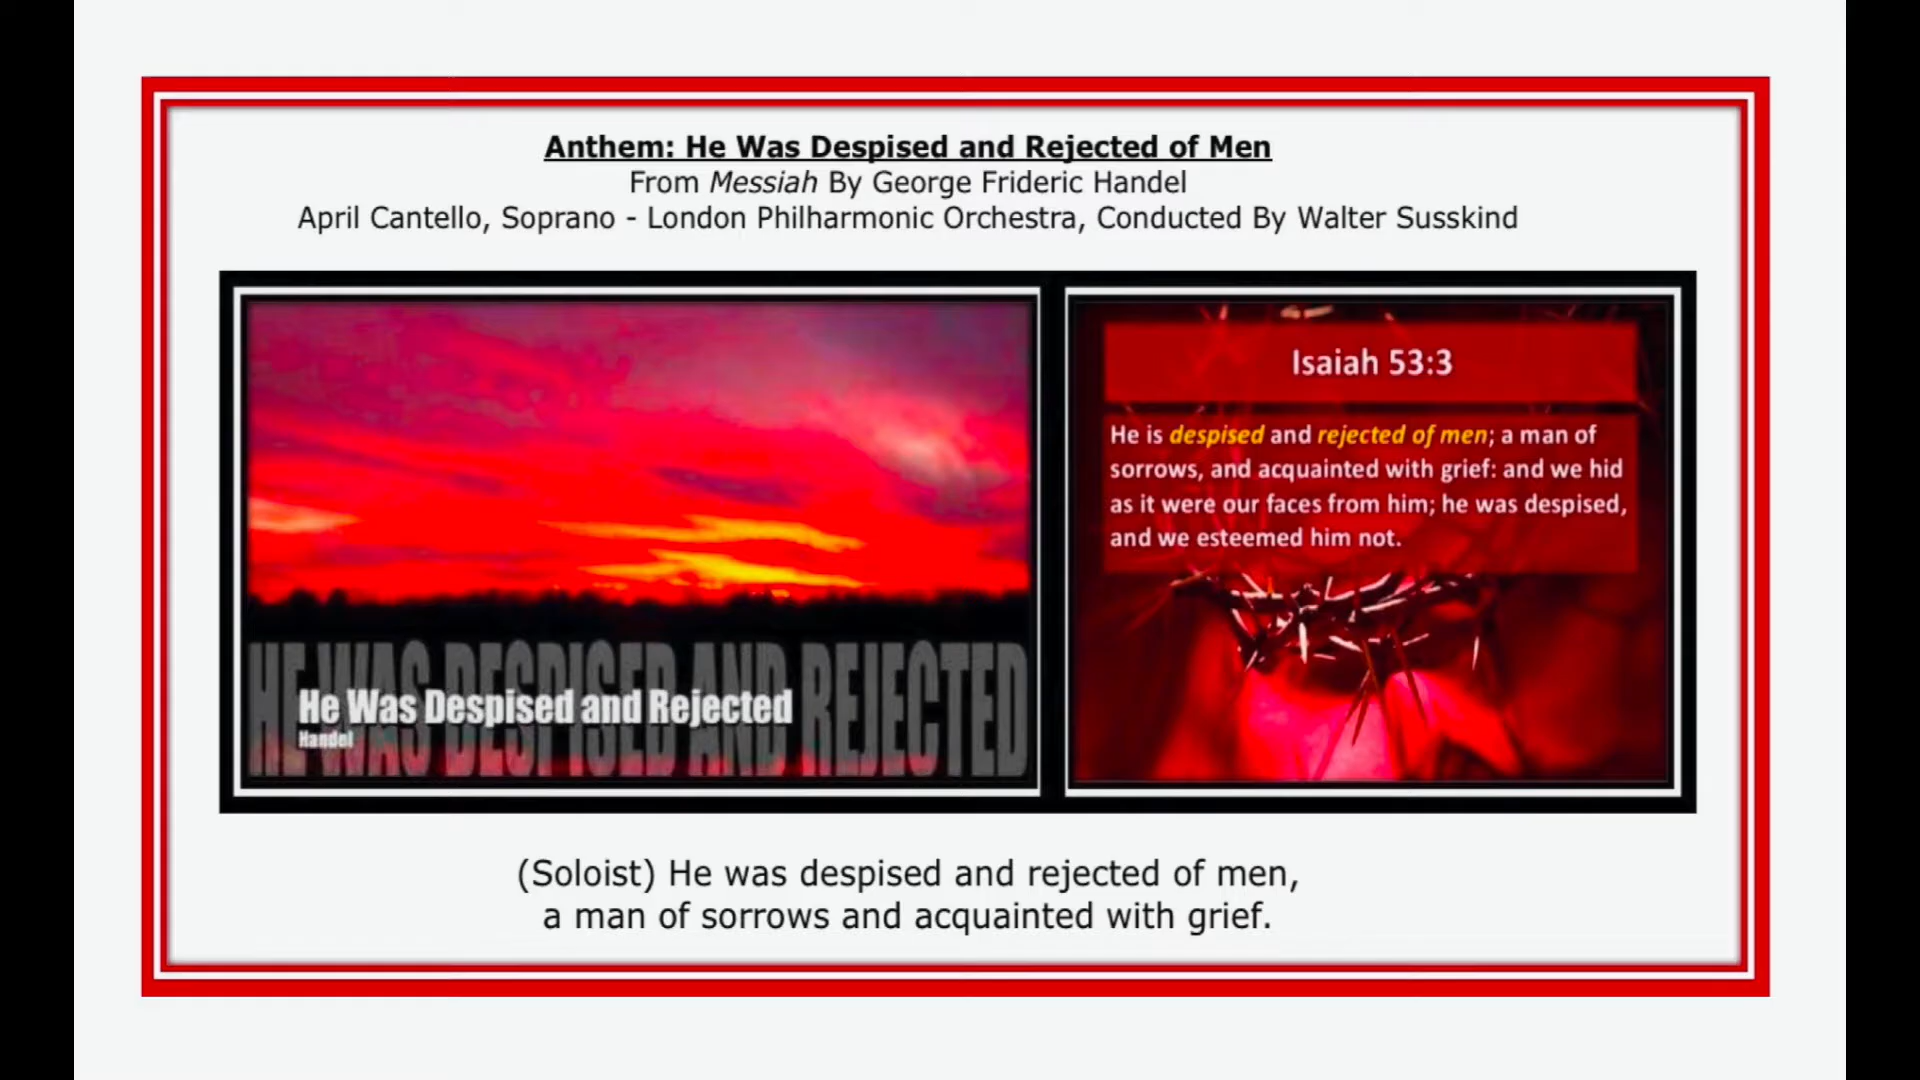 Anthem: He Was Despised and Rejected of Men
From Messiah By George Frideric Handel
April Cantello, Soprano - London Philharmonic Orchestra, Conducted By Walter Susskind
HE WAS DESPISED AND REJECTED
He Was Despised and Rejected
Handel
Isaiah 53:3
He is despised and rejected of men; a man of
sorrows, and acquainted with grief: and we hid
as it were our faces from him; he was despised,
and we esteemed him not.
(Soloist) He was despised and rejected of men,
a man of sorrows and acquainted with grief.